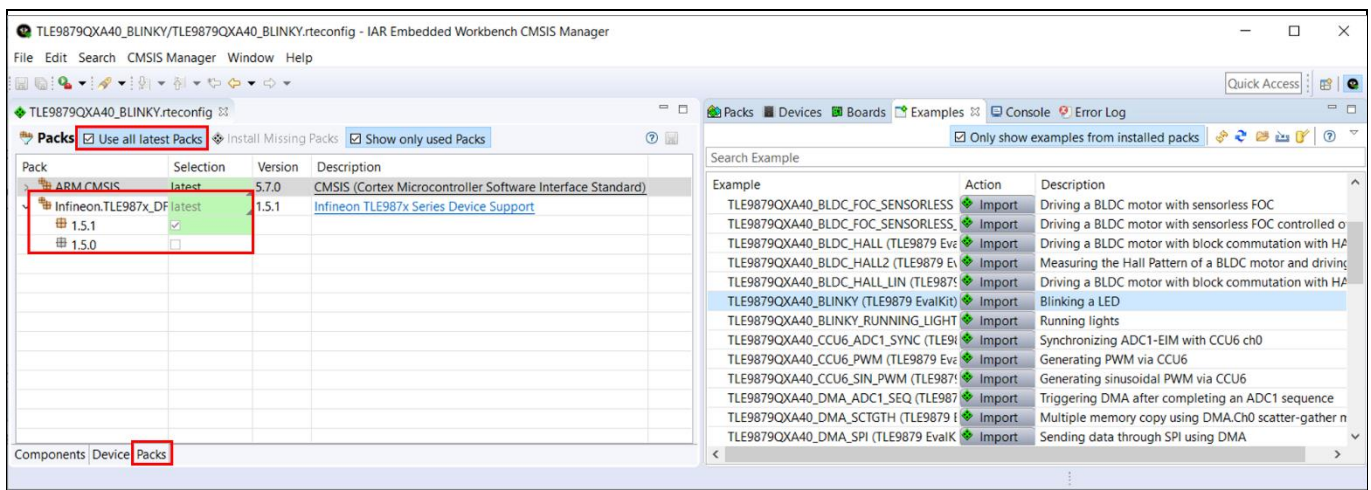 TLE9879QXA40_BLINKY/TLE9879QXA40_BLINKY.rteconfig - IAR Embedded Workbench CMSIS Manager
File Edit Search CMSIS Manager Window Help
Quick Access
TLE9879QXA40_BLINKY.rteconfig
Packs Use all latest Packs Install Missing Packs Show only used Packs
Pack Selection Version Description
ARM.CMSIS latest 5.7.0 CMSIS (Cortex Microcontroller Software Interface Standard)
Infineon.TLE987x_DF latest 1.5.1 Infineon TLE987x Series Device Support
1.5.1
1.5.0
Components Device Packs
Packs Devices Boards Examples Console Error Log
Only show examples from installed packs
Search Example
Example Action Description
TLE9879QXA40_BLDC_FOC_SENSORLESS Import Driving a BLDC motor with sensorless FOC
TLE9879QXA40_BLDC_FOC_SENSORLESS_ Import Driving a BLDC motor with sensorless FOC controlled o
TLE9879QXA40_BLDC_HALL (TLE9879 Eva Import Driving a BLDC motor with block commutation with HA
TLE9879QXA40_BLDC_HALL2 (TLE9879 Ev Import Measuring the Hall Pattern of a BLDC motor and driving
TLE9879QXA40_BLDC_HALL_LIN (TLE9879 Import Driving a BLDC motor with block commutation with HA
TLE9879QXA40_BLINKY (TLE9879 EvalKit) Import Blinking a LED
TLE9879QXA40_BLINKY_RUNNING_LIGHT Import Running lights
TLE9879QXA40_CCU6_ADC1_SYNC (TLE98 Import Synchronizing ADC1-EIM with CCU6 ch0
TLE9879QXA40_CCU6_PWM (TLE9879 Eva Import Generating PWM via CCU6
TLE9879QXA40_CCU6_SIN_PWM (TLE9879 Import Generating sinusoidal PWM via CCU6
TLE9879QXA40_DMA_ADC1_SEQ (TLE987 Import Triggering DMA after completing an ADC1 sequence
TLE9879QXA40_DMA_SCTGTH (TLE9879 E Import Multiple memory copy using DMA.Ch0 scatter-gather m
TLE9879QXA40_DMA_SPI (TLE9879 EvalK Import Sending data through SPI using DMA